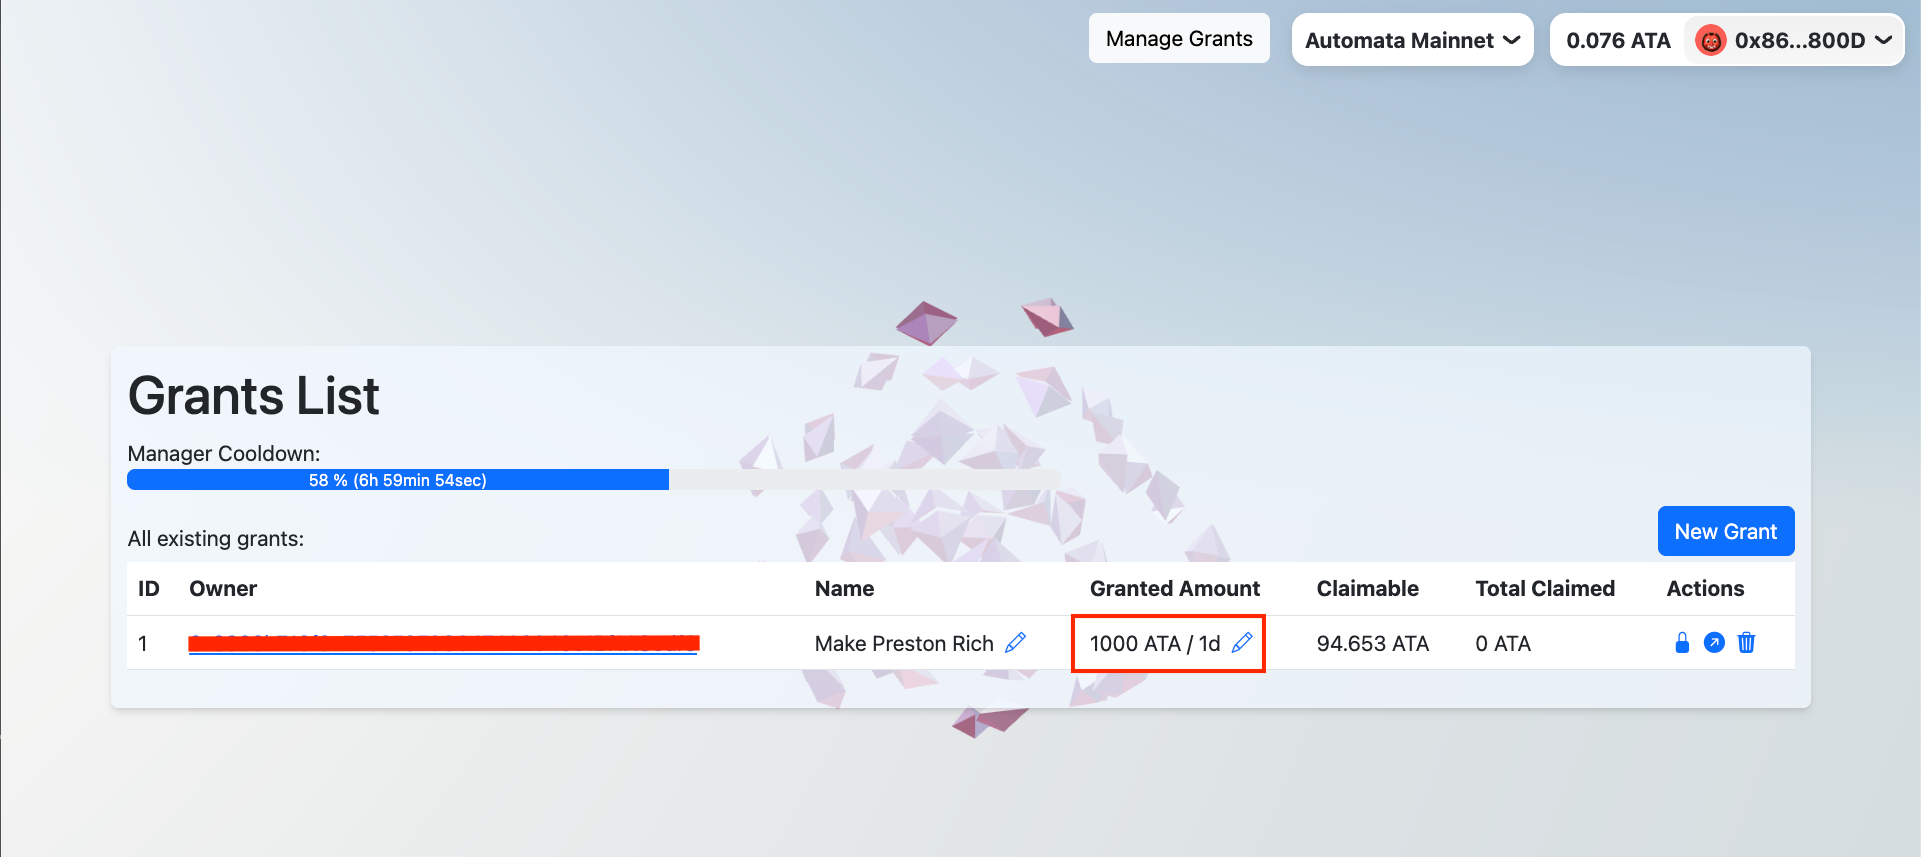 Manage Grants
Automata Mainnet
0.076 ATA
0x86...800D
Grants List
Manager Cooldown:
58 % (6h 59min 54sec)
All existing grants:
New Grant
ID Owner Name Granted Amount Claimable Total Claimed Actions
1 Make Preston Rich 1000 ATA / 1d 94.653 ATA 0 ATA